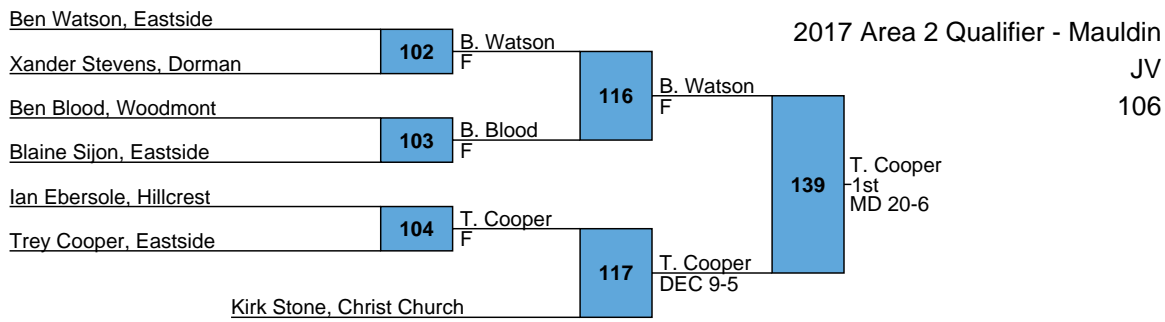 2017 Area 2 Qualifier - Mauldin
JV
106
Ben Watson, Eastside
Xander Stevens, Dorman
102
B. Watson
F
Ben Blood, Woodmont
Blaine Sijon, Eastside
103
B. Blood
F
116
B. Watson
F
Ian Ebersole, Hillcrest
Trey Cooper, Eastside
104
T. Cooper
F
Kirk Stone, Christ Church
117
T. Cooper
DEC 9-5
139
T. Cooper
1st
MD 20-6